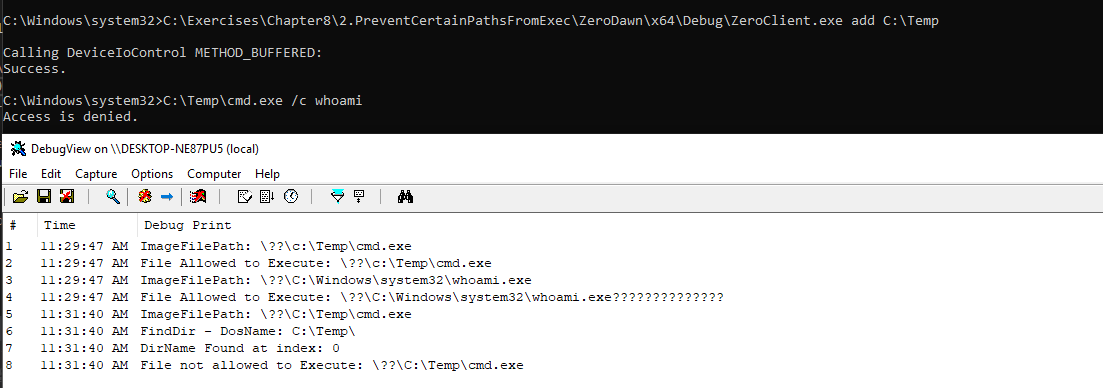 C:\Windows\system32>C:\Exercises\Chapter8\2.PreventCertainPathsFromExec\ZeroDawn\x64\Debug\ZeroClient.exe add C:\Temp
Calling DeviceIoControl METHOD_BUFFERED:
Success.
C:\Windows\system32>C:\Temp\cmd.exe /c whoami
Access is denied.
DebugView on \\DESKTOP-NE87PU5 (local)
File Edit Capture Options Computer Help
# Time Debug Print
1 11:29:47 AM ImageFilePath: \??\c:\Temp\cmd.exe
2 11:29:47 AM File Allowed to Execute: \??\c:\Temp\cmd.exe
3 11:29:47 AM ImageFilePath: \??\C:\Windows\system32\whoami.exe
4 11:29:47 AM File Allowed to Execute: \??\C:\Windows\system32\whoami.exe??????????????
5 11:31:40 AM ImageFilePath: \??\C:\Temp\cmd.exe
6 11:31:40 AM FindDir - DosName: C:\Temp\
7 11:31:40 AM DirName Found at index: 0
8 11:31:40 AM File not allowed to Execute: \??\C:\Temp\cmd.exe